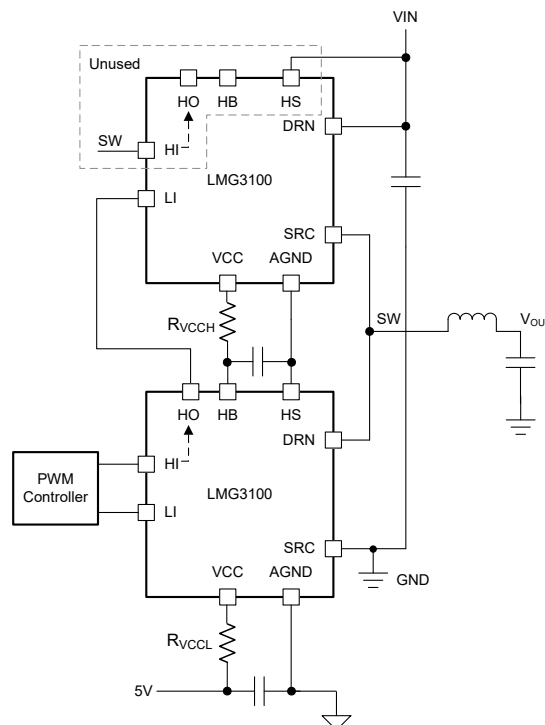 VIN
Unused
HO HB HS
DRN
SW
HI
LMG3100
LI
SRC
VCC AGND
RVCCH
SW
VOU
HO HB HS
DRN
HI
PWM
Controller
LMG3100
LI
SRC
VCC AGND
GND
RVCCL
5V